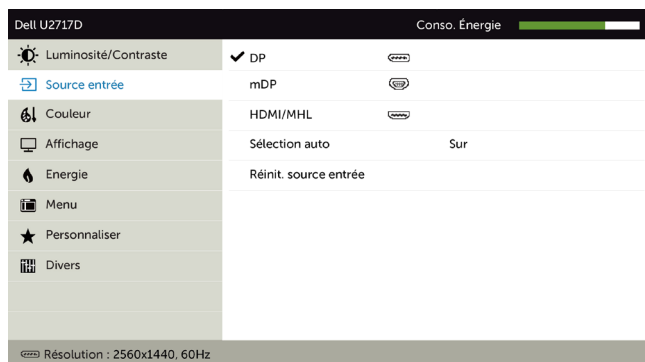 Dell U2717D Conso. Énergie
Luminosité/Contraste
Source entrée
Couleur
Affichage
Energie
Menu
Personnaliser
Divers
DP
mDP
HDMI/MHL
Sélection auto Sur
Réinit. source entrée
Résolution : 2560x1440, 60Hz